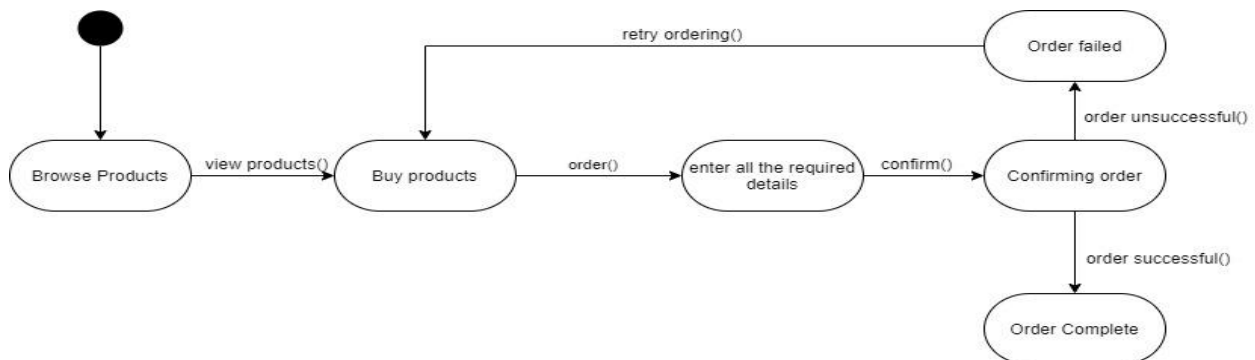 retry ordering()
Order failed
order unsuccessful()
Browse Products
view products()
Buy products
order()
enter all the required
details
confirm()
Confirming order
order successful()
Order Complete